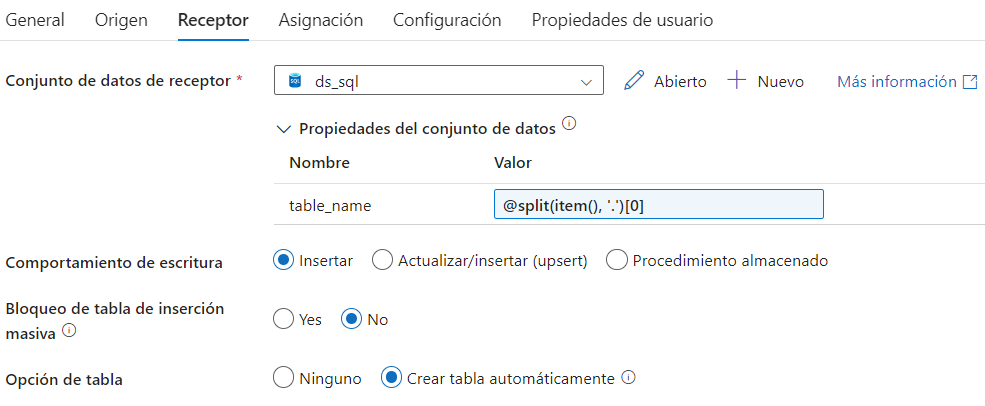 General Origen Receptor Asignación Configuración Propiedades de usuario
Conjunto de datos de receptor * ds_sql Abierto Nuevo Más información
Propiedades del conjunto de datos
Nombre Valor
table_name @split(item(), '.')[0]
Comportamiento de escritura Insertar Actualizar/insertar (upsert) Procedimiento almacenado
Bloqueo de tabla de inserción
masiva Yes No
Opción de tabla Ninguno Crear tabla automáticamente